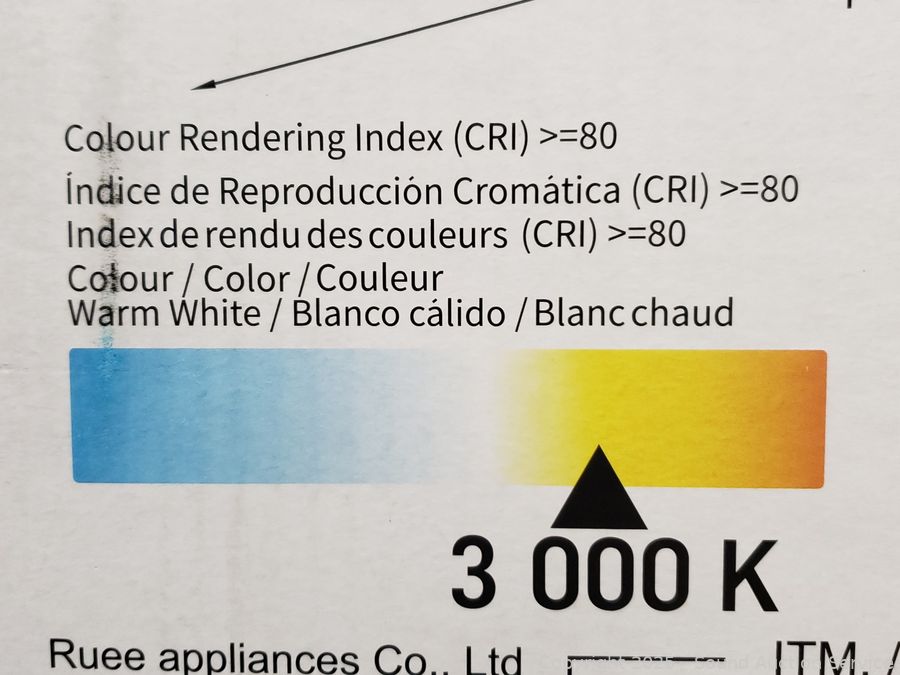 Colour Rendering Index (CRI) >=80
Índice de Reproducción Cromática (CRI) >=80
Index de rendu des couleurs (CRI) >=80
Colour / Color / Couleur
Warm White / Blanco cálido / Blanc chaud
3 000 K
Ruee appliances Co., Ltd
ITM. /